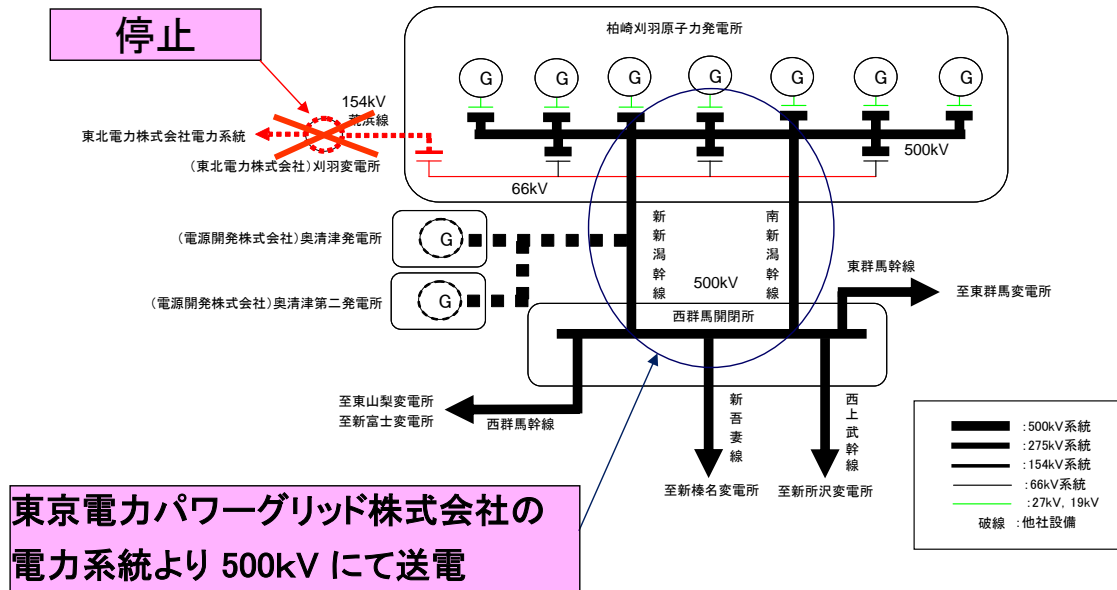 停止
柏崎刈羽原子力発電所
G G G G G G G
154kV
荒浜線
東北電力株式会社電力系統
(東北電力株式会社)刈羽変電所
500kV
66kV
(電源開発株式会社)奥清津発電所
G
(電源開発株式会社)奥清津第二発電所
G
新新潟幹線
南新潟幹線
500kV
東群馬幹線
至東群馬変電所
西群馬開閉所
至東山梨変電所
至新富士変電所
西群馬幹線
新吾妻線
西上武幹線
至新榛名変電所
至新所沢変電所
:500kV系統
:275kV系統
:154kV系統
:66kV系統
:27kV, 19kV
破線 :他社設備
東京電力パワーグリッド株式会社の
電力系統より 500kV にて送電